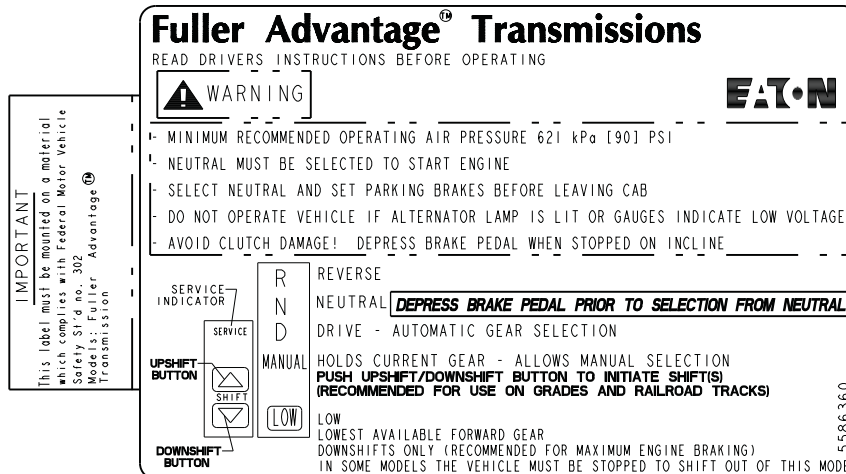 Fuller Advantage® Transmissions
READ DRIVERS INSTRUCTIONS BEFORE OPERATING
WARNING
EATON
- MINIMUM RECOMMENDED OPERATING AIR PRESSURE 621 kPa [90] PSI
- NEUTRAL MUST BE SELECTED TO START ENGINE
- SELECT NEUTRAL AND SET PARKING BRAKES BEFORE LEAVING CAB
- DO NOT OPERATE VEHICLE IF ALTERNATOR LAMP IS LIT OR GAUGES INDICATE LOW VOLTAGE
- AVOID CLUTCH DAMAGE! DEPRESS BRAKE PEDAL WHEN STOPPED ON INCLINE
IMPORTANT
This label must be mounted on a material
which complies with Federal Motor Vehicle
Safety St'd no. 302
Models: Fuller Advantage
Transmission
SERVICE
INDICATOR
SERVICE
UPSHIFT
BUTTON
SHIFT
DOWNSHIFT
BUTTON
R REVERSE
N NEUTRAL DEPRESS BRAKE PEDAL PRIOR TO SELECTION FROM NEUTRAL
D DRIVE - AUTOMATIC GEAR SELECTION
MANUAL HOLDS CURRENT GEAR - ALLOWS MANUAL SELECTION
PUSH UPSHIFT/DOWNSHIFT BUTTON TO INITIATE SHIFT(S)
(RECOMMENDED FOR USE ON GRADES AND RAILROAD TRACKS)
LOW LOW
LOWEST AVAILABLE FORWARD GEAR
DOWNSHIFTS ONLY (RECOMMENDED FOR MAXIMUM ENGINE BRAKING)
IN SOME MODELS THE VEHICLE MUST BE STOPPED TO SHIFT OUT OF THIS MODE
5586360